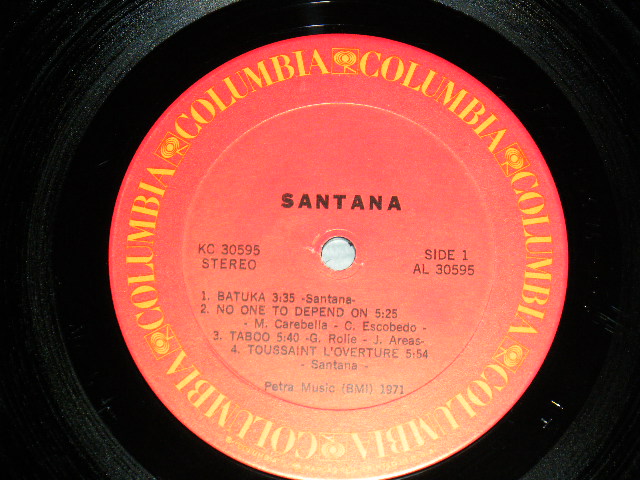 COLUMBIA COLUMBIA COLUMBIA COLUMBIA COLUMBIA COLUMBIA
SANTANA
KC 30595
STEREO
SIDE 1
AL 30595
1. BATUKA 3:35 -Santana-
2. NO ONE TO DEPEND ON 5:25
- M. Carebella - C. Escobedo -
3. TABOO 5:40 -G. Rolie - J. Areas-
4. TOUSSAINT L'OVERTURE 5:54
- Santana -
Petra Music (BMI) 1971